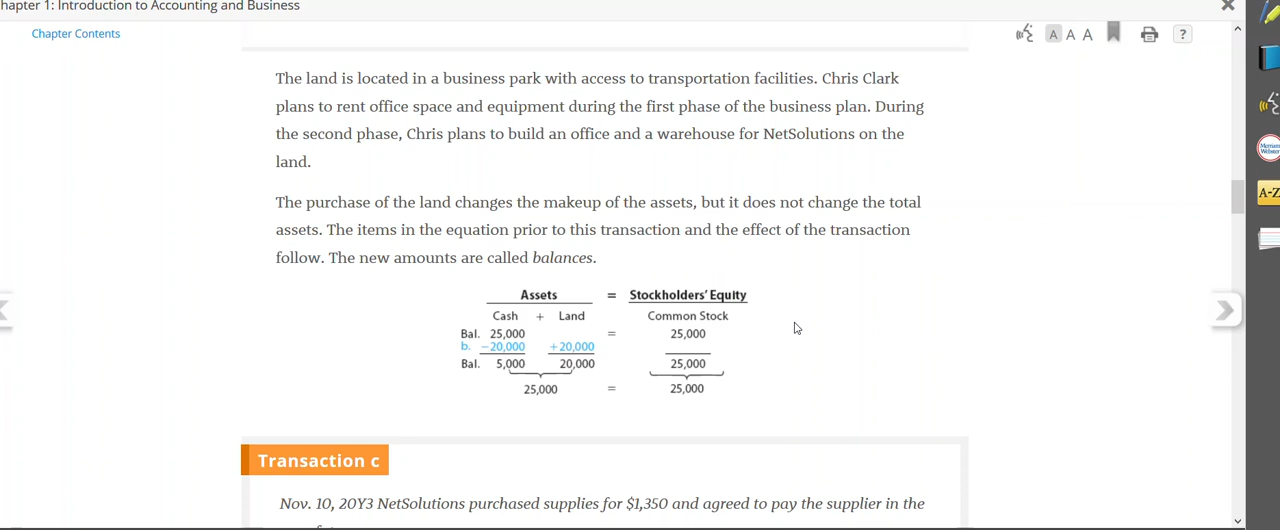 hapter 1: Introduction to Accounting and Business
Chapter Contents
A A A ?
The land is located in a business park with access to transportation facilities. Chris Clark
plans to rent office space and equipment during the first phase of the business plan. During
the second phase, Chris plans to build an office and a warehouse for NetSolutions on the
land.
The purchase of the land changes the makeup of the assets, but it does not change the total
assets. The items in the equation prior to this transaction and the effect of the transaction
follow. The new amounts are called balances.
Assets = Stockholders' Equity
Cash + Land Common Stock
Bal. 25,000 = 25,000
b. −20,000 +20,000
Bal. 5,000 20,000 25,000
25,000 = 25,000
Transaction c
Nov. 10, 20Y3 NetSolutions purchased supplies for $1,350 and agreed to pay the supplier in the
Merriam
Webster
A-Z